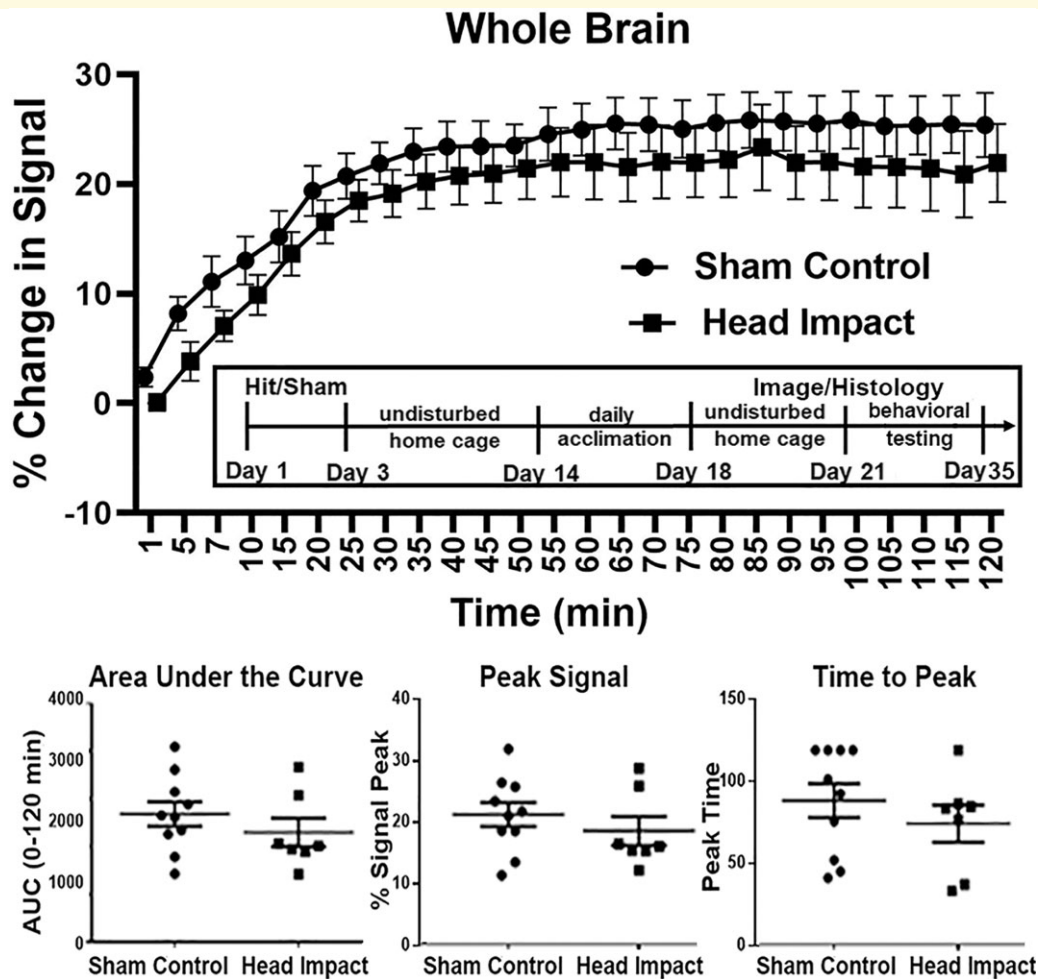 Whole Brain
% Change in Signal
30
20
10
0
-10
Sham Control
Head Impact
Hit/Sham
Image/Histology
undisturbed
home cage
daily
acclimation
undisturbed
home cage
behavioral
testing
Day 1
Day 3
Day 14
Day 18
Day 21
Day 35
1 5 7 10 15 20 25 30 35 40 45 50 55 60 65 70 75 80 85 90 95 100 105 110 115 120
Time (min)
Area Under the Curve
AUC (0-120 min)
4000
3000
2000
1000
0
Sham Control
Head Impact
Peak Signal
% Signal Peak
40
30
20
10
0
Sham Control
Head Impact
Time to Peak
Peak Time
150
100
50
0
Sham Control
Head Impact